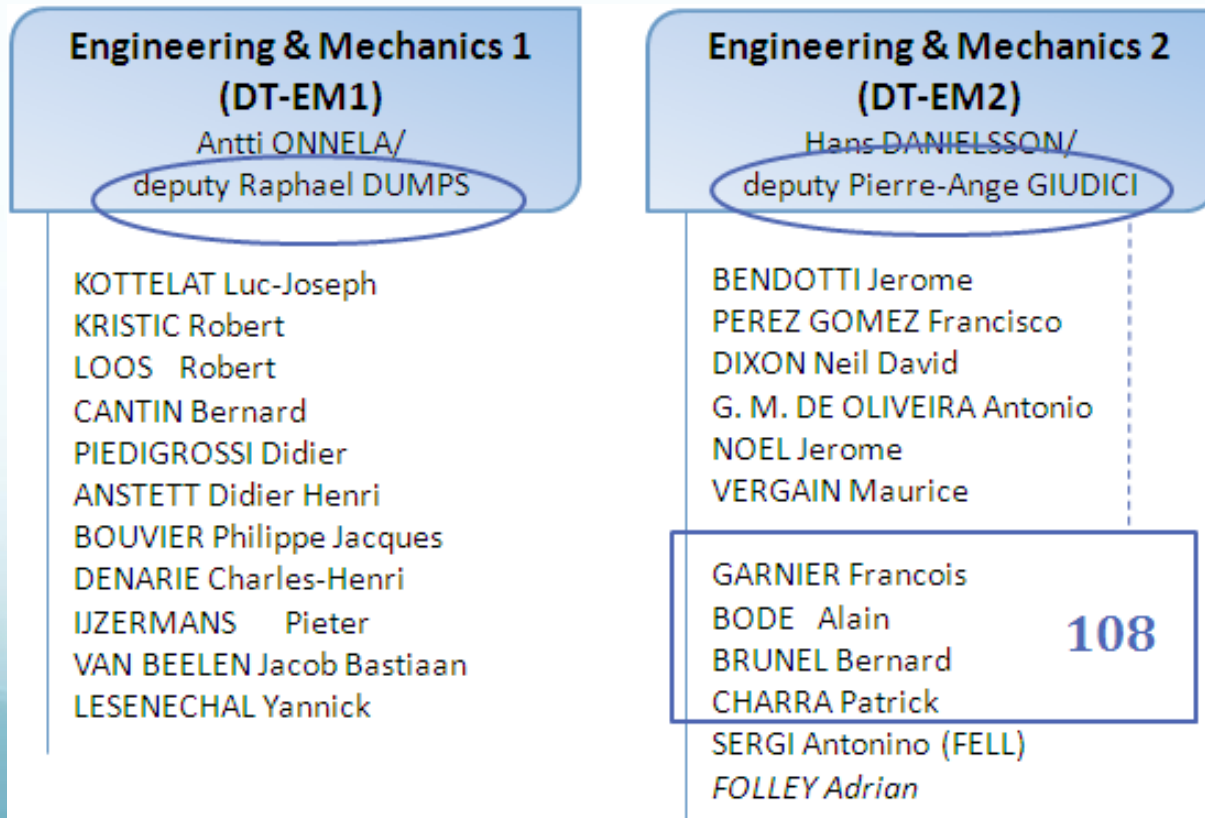 Engineering & Mechanics 1
(DT-EM1)
Antti ONNELA/
deputy Raphael DUMPS
KOTTELAT Luc-Joseph
KRISTIC Robert
LOOS Robert
CANTIN Bernard
PIEDIGROSSI Didier
ANSTETT Didier Henri
BOUVIER Philippe Jacques
DENARIE Charles-Henri
IJZERMANS Pieter
VAN BEELEN Jacob Bastiaan
LESENECHAL Yannick
Engineering & Mechanics 2
(DT-EM2)
Hans DANIELSSON/
deputy Pierre-Ange GIUDICI
BENDOTTI Jerome
PEREZ GOMEZ Francisco
DIXON Neil David
G. M. DE OLIVEIRA Antonio
NOEL Jerome
VERGAIN Maurice
GARNIER Francois
BODE Alain
BRUNEL Bernard
CHARRA Patrick
108
SERGI Antonino (FELL)
FOLLEY Adrian